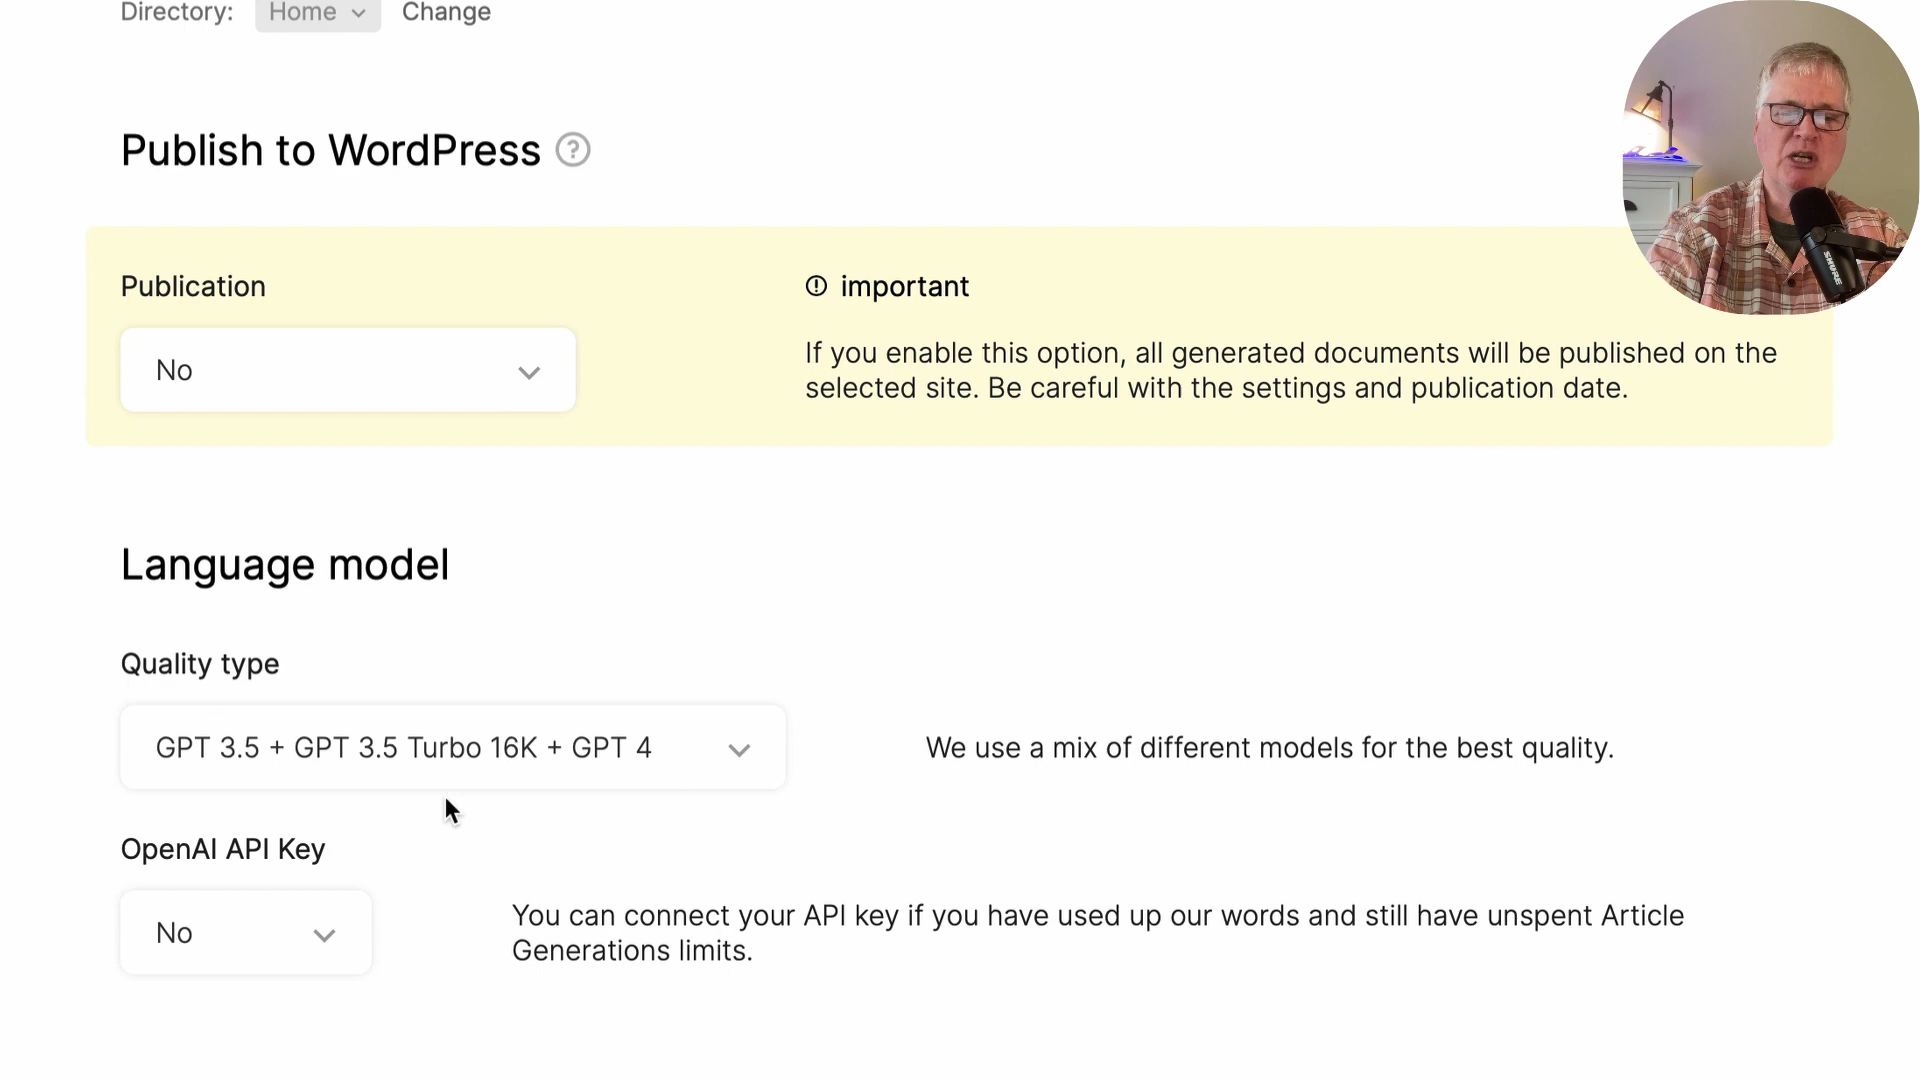 Directory: Home Change
Publish to WordPress ?
Publication
important
No
If you enable this option, all generated documents will be published on the
selected site. Be careful with the settings and publication date.
Language model
Quality type
GPT 3.5 + GPT 3.5 Turbo 16K + GPT 4
We use a mix of different models for the best quality.
OpenAI API Key
No
You can connect your API key if you have used up our words and still have unspent Article
Generations limits.
SHURE